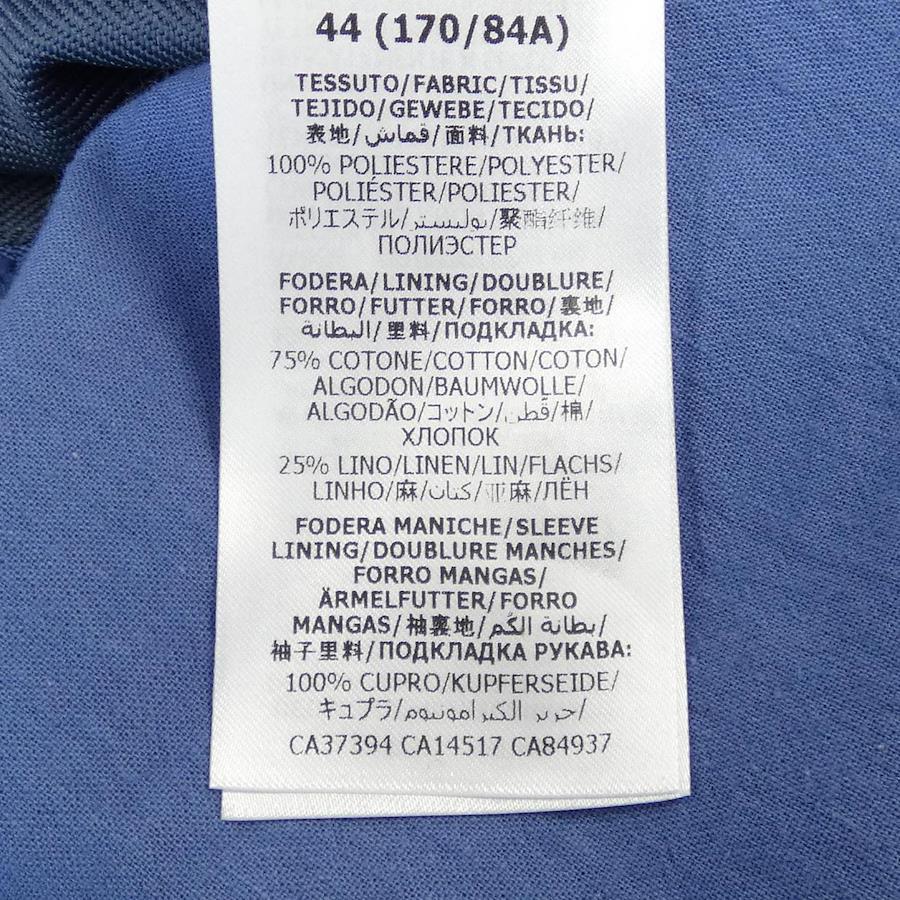 44 (170/84A)
TESSUTO/FABRIC/TISSU/
TEJIDO/GEWEBE/TECIDO/
表地/قماش/面料/ТКАНЬ:
100% POLIESTERE/POLYESTER/
POLIÉSTER/POLIESTER/
ポリエステル/بوليستر/聚酯纤维/
ПОЛИЭСТЕР
FODERA/LINING/DOUBLURE/
FORRO/FUTTER/FORRO/裏地/
البطانة/里料/ПОДКЛАДКА:
75% COTONE/COTTON/COTON/
ALGODON/BAUMWOLLE/
ALGODÃO/コットン/قطن/棉/
ХЛОПОК
25% LINO/LINEN/LIN/FLACHS/
LINHO/麻/كتان/亚麻/ЛЁН
FODERA MANICHE/SLEEVE
LINING/DOUBLURE MANCHES/
FORRO MANGAS/
ÄRMELFUTTER/FORRO
MANGAS/袖裏地/بطانة الكُم/
袖子里料/ПОДКЛАДКА РУКАВА:
100% CUPRO/KUPFERSEIDE/
キュプラ/حرير الكبرامونيوم/
CA37394 CA14517 CA84937